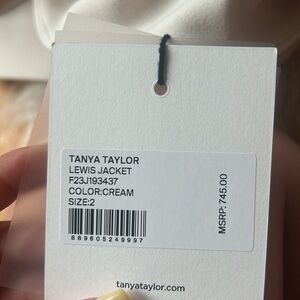 TANYA TAYLOR
LEWIS JACKET
F23J193437
COLOR:CREAM
SIZE:2
MSRP: 745.00
869605249997
tanyataylor.com